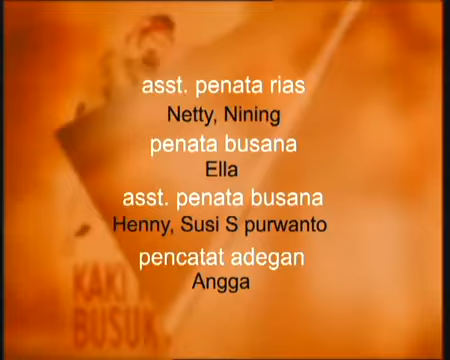 asst. penata rias
Netty, Nining
penata busana
Ella
asst. penata busana
Henny, Susi S purwanto
pencatat adegan
Angga
KAKI
BUSUK